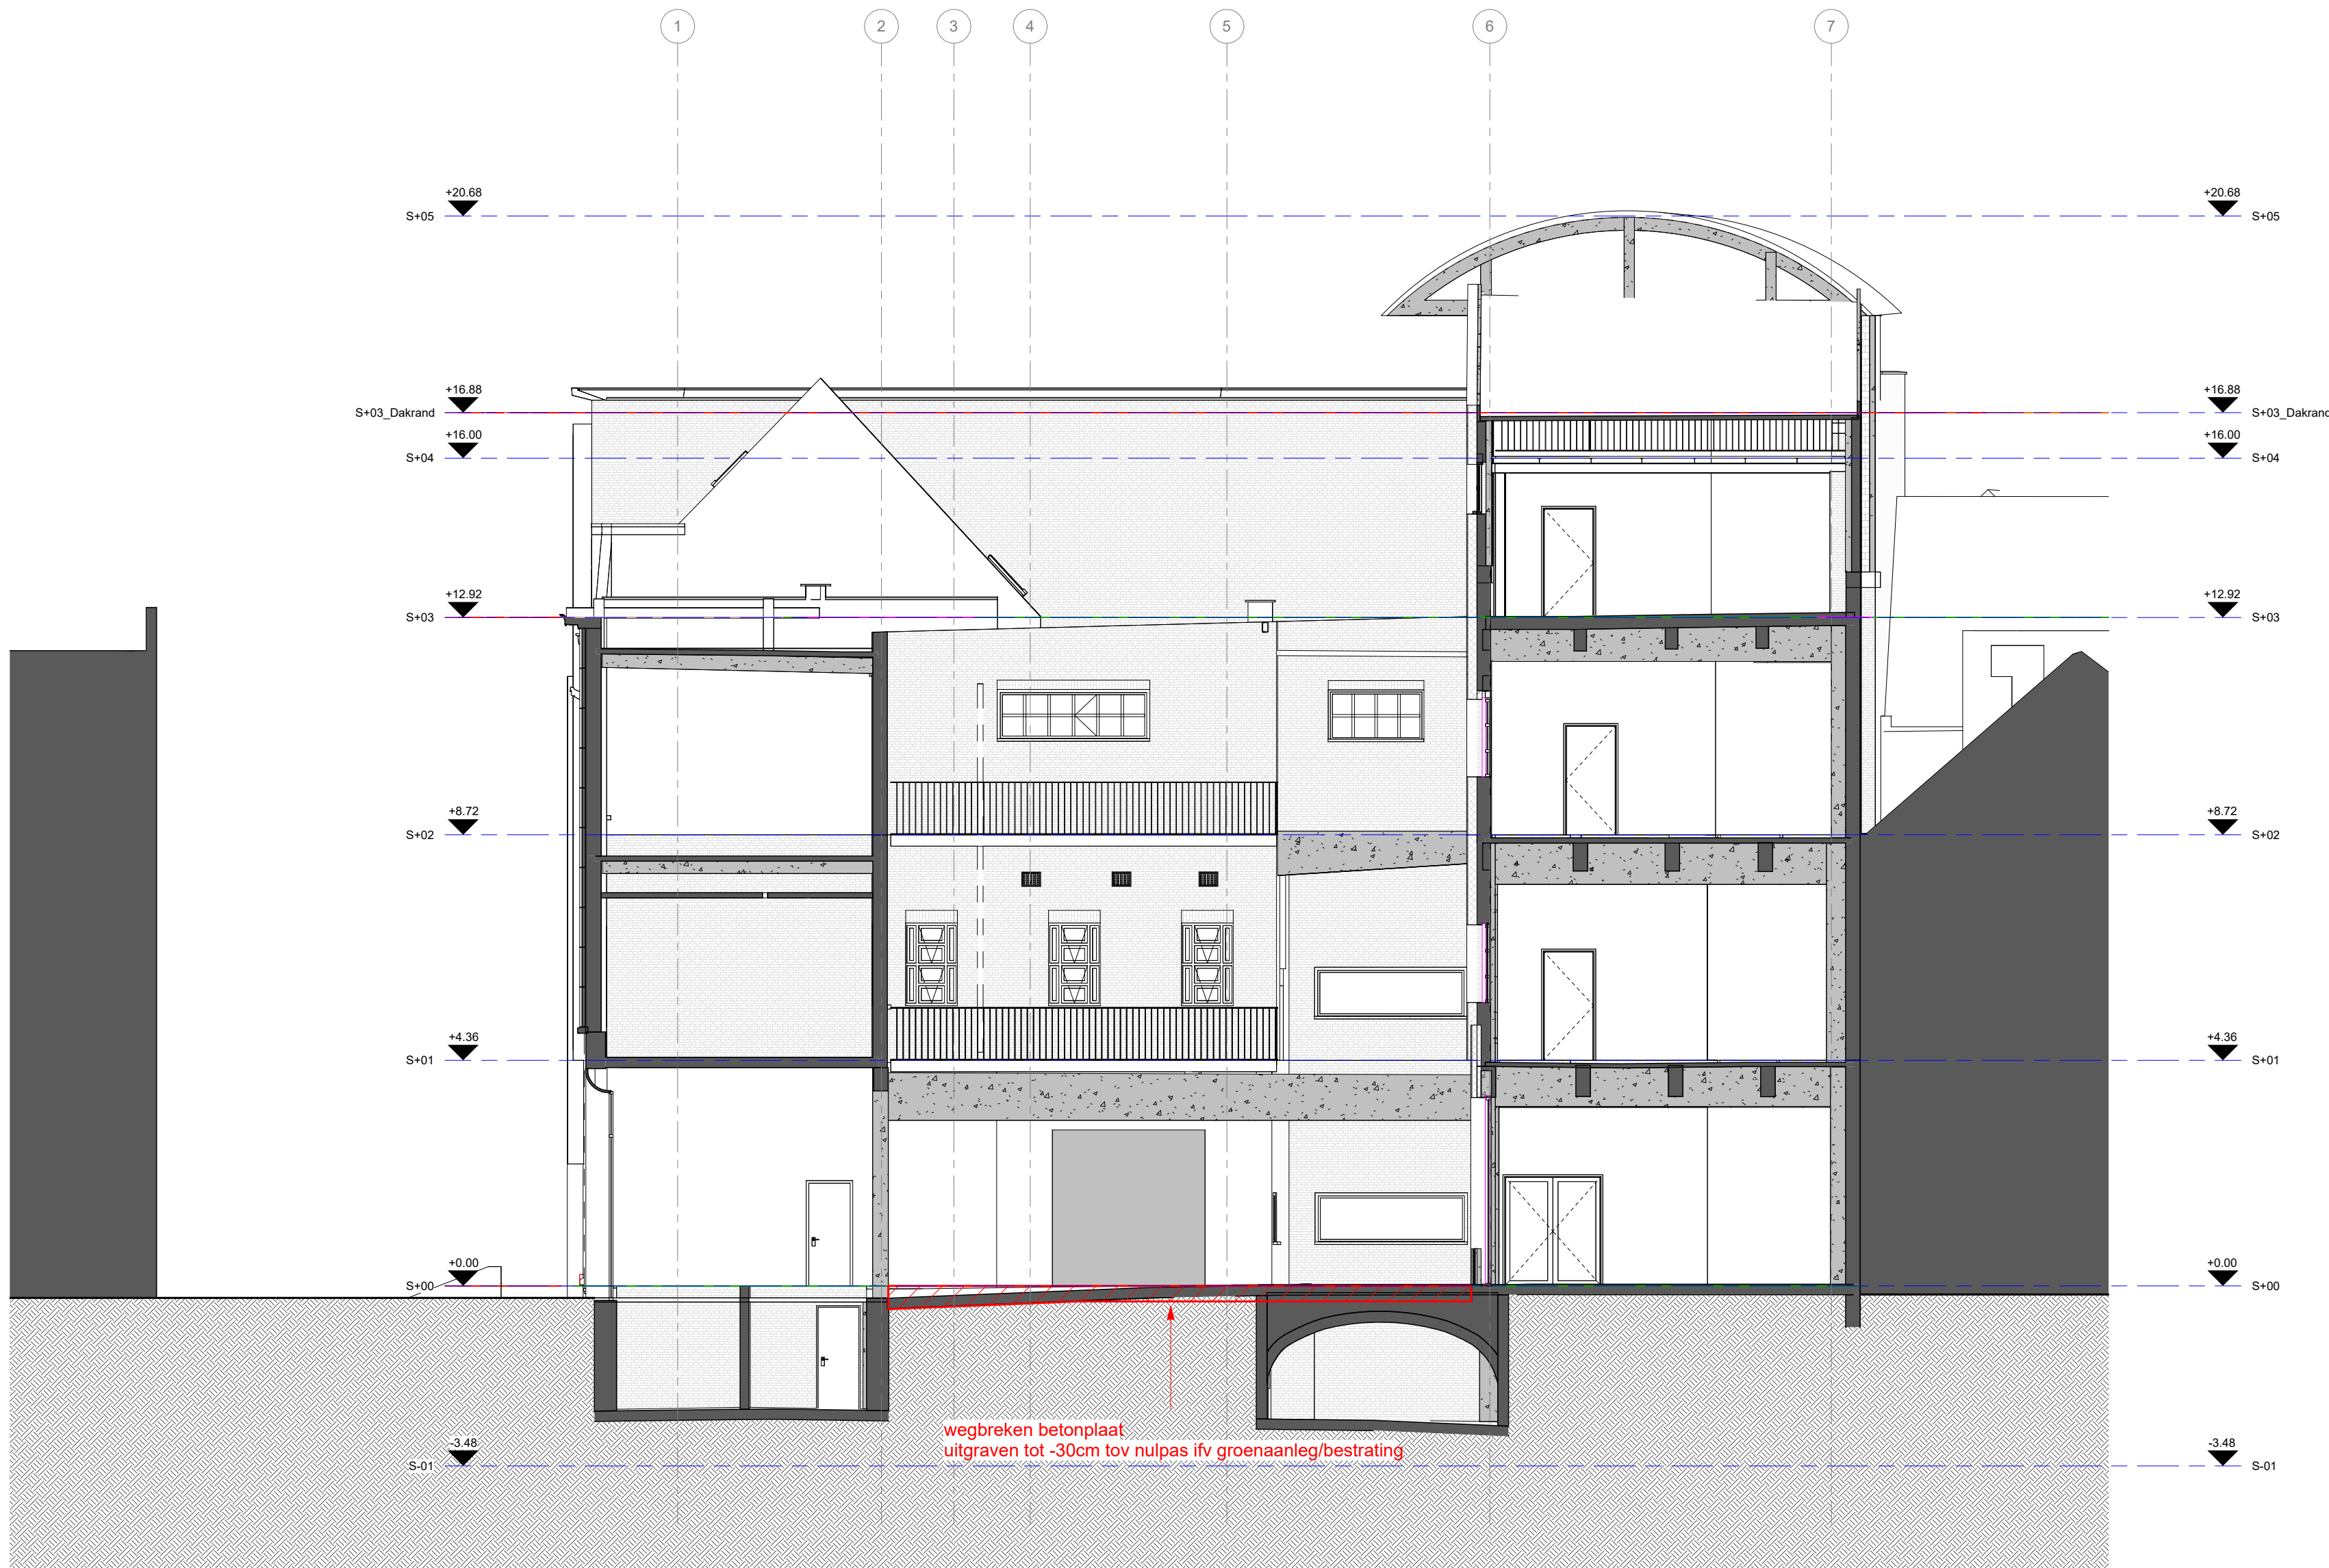 1 2 3 4 5 6 7
+20.68 +20.68
S+05 S+05
+16.88 +16.88
S+03_Dakrand S+03_Dakrand
+16.00 +16.00
S+04 S+04
+12.92 +12.92
S+03 S+03
+8.72 +8.72
S+02 S+02
+4.36 +4.36
S+01 S+01
+0.00 +0.00
S+00 S+00
wegbreken betonplaat
uitgraven tot -30cm tov nulpas ifv groenaanleg/bestrating
-3.48 -3.48
S-01 S-01